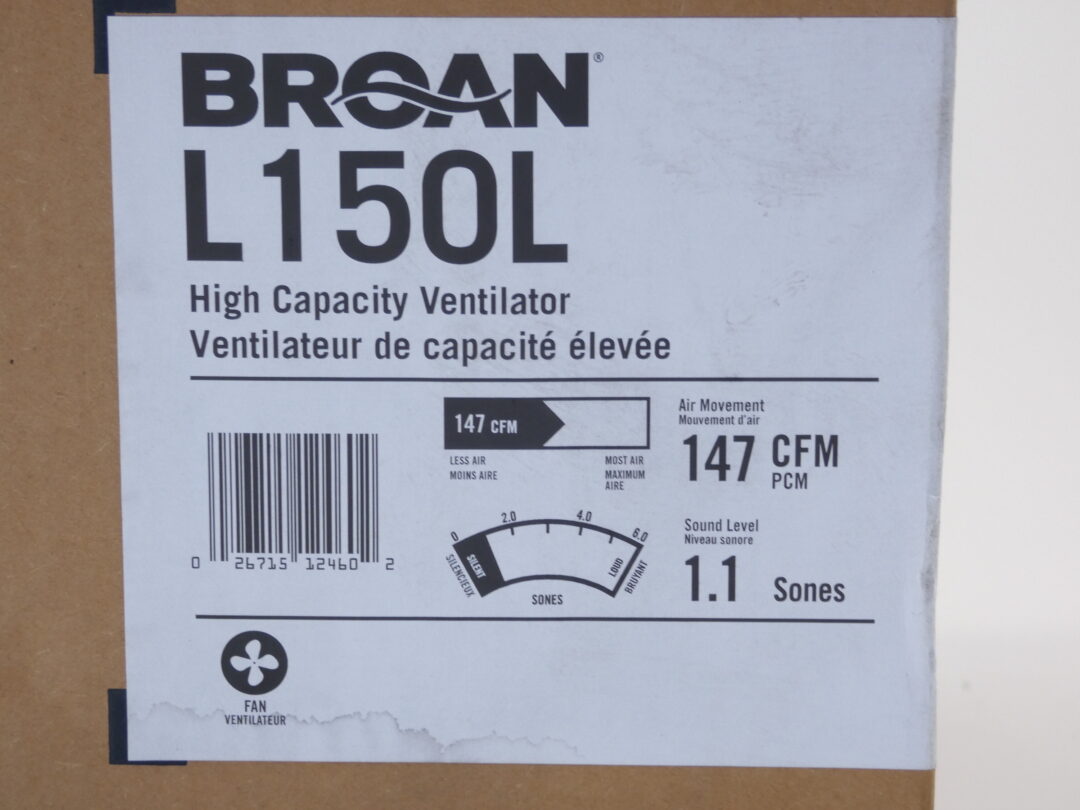 BROAN®
L150L
High Capacity Ventilator
Ventilateur de capacité élevée
147 CFM
LESS AIR
MOINS AIRE
MOST AIR
MAXIMUM
AIRE
Air Movement
Mouvement d'air
147 CFM
PCM
0 26715 12460 2
0 2.0 4.0 6.0
SILENCIEUX
SILENT
LOUD
BRUYANT
SONES
Sound Level
Niveau sonore
1.1 Sones
FAN
VENTILATEUR